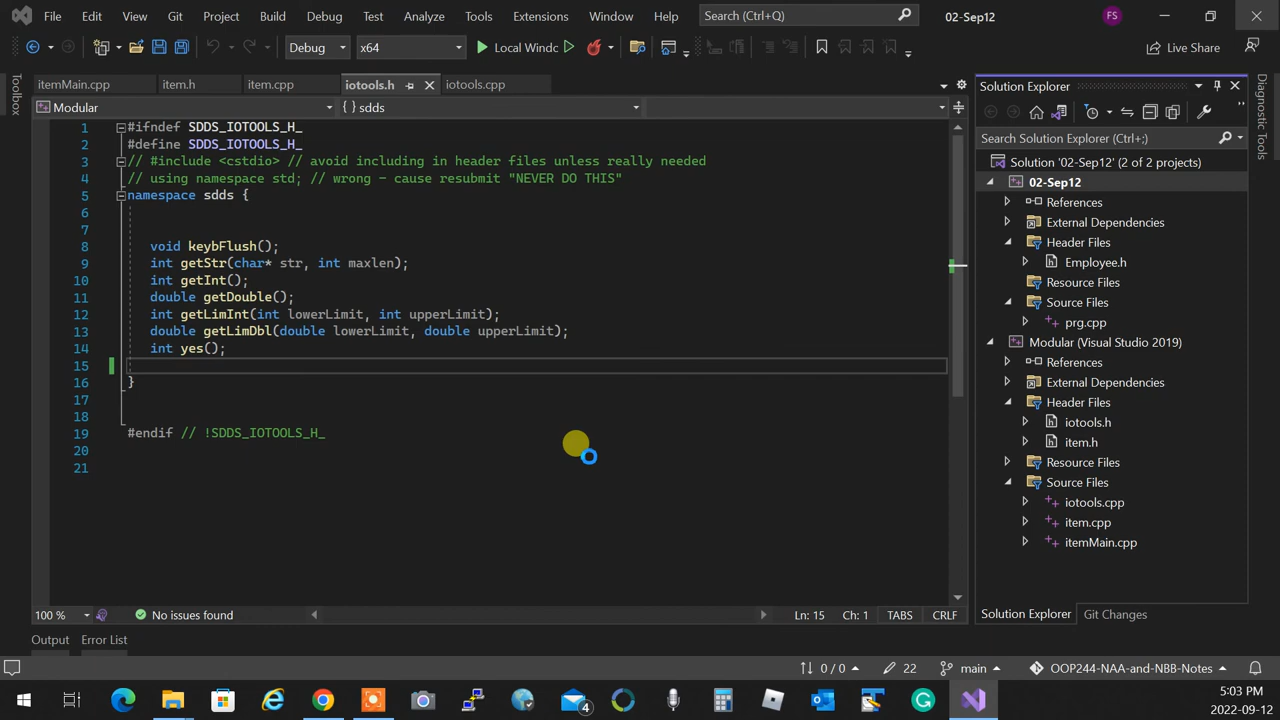 File Edit View Git Project Build Debug Test Analyze Tools Extensions Window Help Search (Ctrl+Q) 02-Sep12 FS
Debug x64 Local Windc Live Share
Toolbox
itemMain.cpp item.h item.cpp iotools.h iotools.cpp
Modular {} sdds
1 #ifndef SDDS_IOTOOLS_H_
2 #define SDDS_IOTOOLS_H_
3 // #include <cstdio> // avoid including in header files unless really needed
4 // using namespace std; // wrong - cause resubmit "NEVER DO THIS"
5 namespace sdds {
6
7
8 void keybFlush();
9 int getStr(char* str, int maxlen);
10 int getInt();
11 double getDouble();
12 int getLimInt(int lowerLimit, int upperLimit);
13 double getLimDbl(double lowerLimit, double upperLimit);
14 int yes();
15
16 }
17
18
19 #endif // !SDDS_IOTOOLS_H_
20
21
100 % No issues found Ln: 15 Ch: 1 TABS CRLF
Output Error List
Solution Explorer
Search Solution Explorer (Ctrl+;)
Solution '02-Sep12' (2 of 2 projects)
02-Sep12
References
External Dependencies
Header Files
Employee.h
Resource Files
Source Files
prg.cpp
Modular (Visual Studio 2019)
References
External Dependencies
Header Files
iotools.h
item.h
Resource Files
Source Files
iotools.cpp
item.cpp
itemMain.cpp
Solution Explorer Git Changes
Diagnostic Tools
0 / 0 22 main OOP244-NAA-and-NBB-Notes
4
5:03 PM
2022-09-12